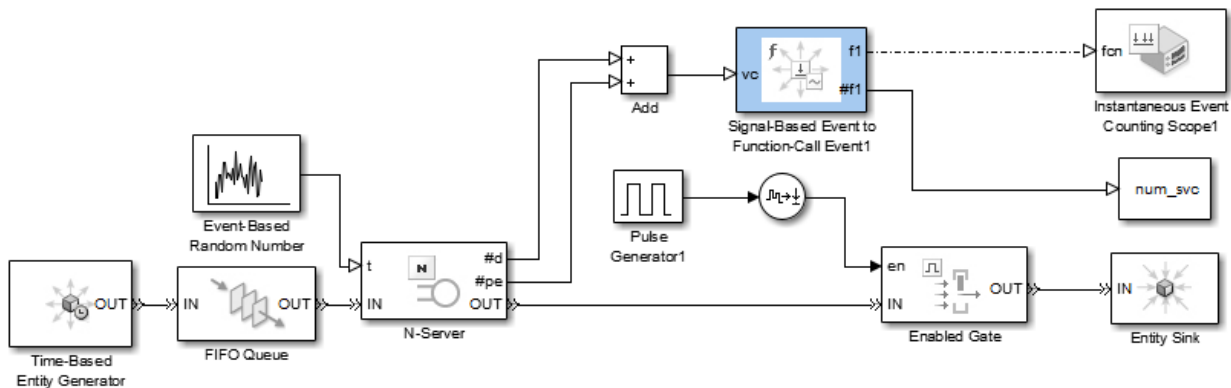 +
+
Add
vc
f
f1
#f1
Signal-Based Event to
Function-Call Event1
fcn
Instantaneous Event
Counting Scope1
num_svc
Event-Based
Random Number
Pulse
Generator1
t
IN
N
#d
#pe
OUT
N-Server
OUT
Time-Based
Entity Generator
IN
OUT
FIFO Queue
en
IN
OUT
Enabled Gate
IN
Entity Sink